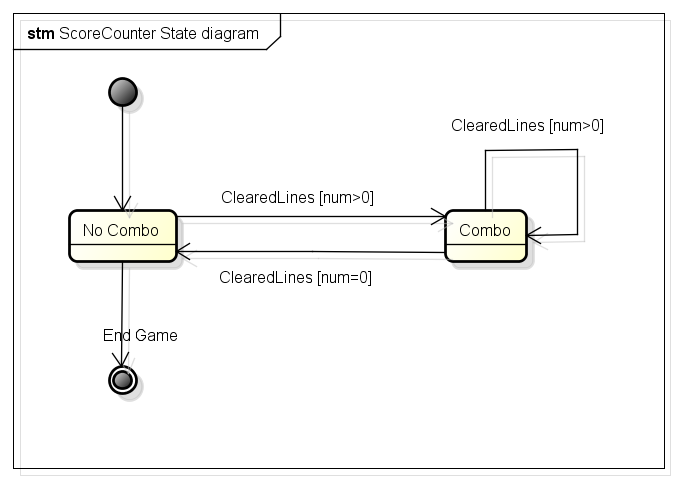 stm ScoreCounter State diagram
ClearedLines [num>0]
ClearedLines [num>0]
No Combo
Combo
ClearedLines [num=0]
End Game